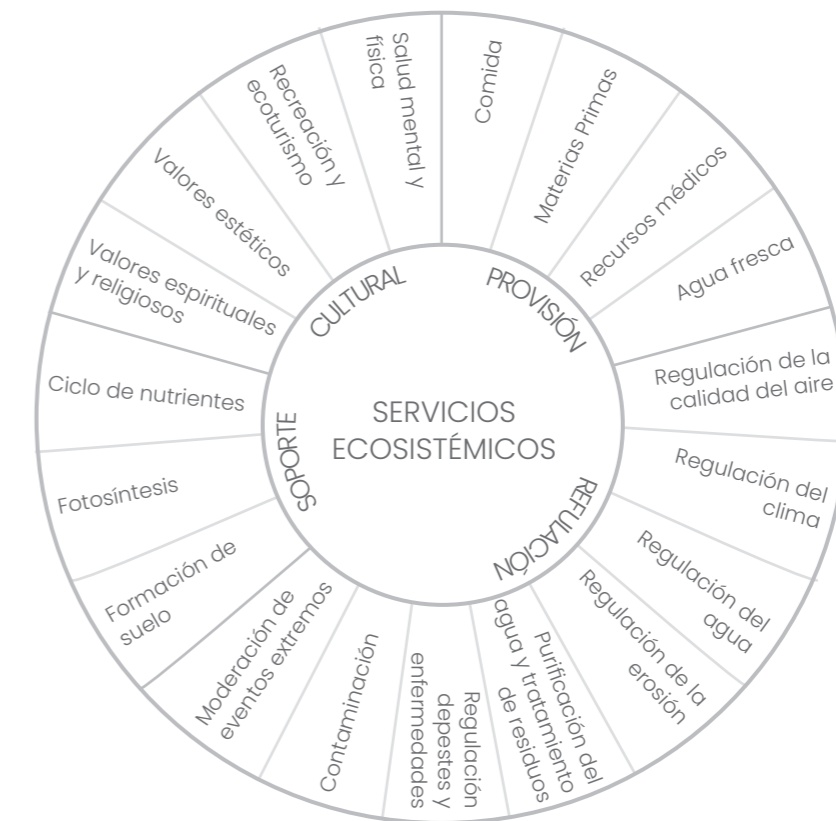 SERVICIOS
ECOSISTÉMICOS
CULTURAL
PROVISIÓN
REFULACIÓN
SOPORTE
Comida
Materias Primas
Recursos médicos
Agua fresca
Regulación de la
calidad del aire
Regulación del
clima
Regulación del
agua
Regulación de la
erosión
Purificación del
agua y tratamiento
de residuos
Regulación
depestes y
enfermedades
Contaminación
Moderación de
eventos extremos
Formación de
suelo
Fotosíntesis
Ciclo de nutrientes
Valores espirituales
y religiosos
Valores estéticos
Recreación y
ecoturismo
Salud mental y
física